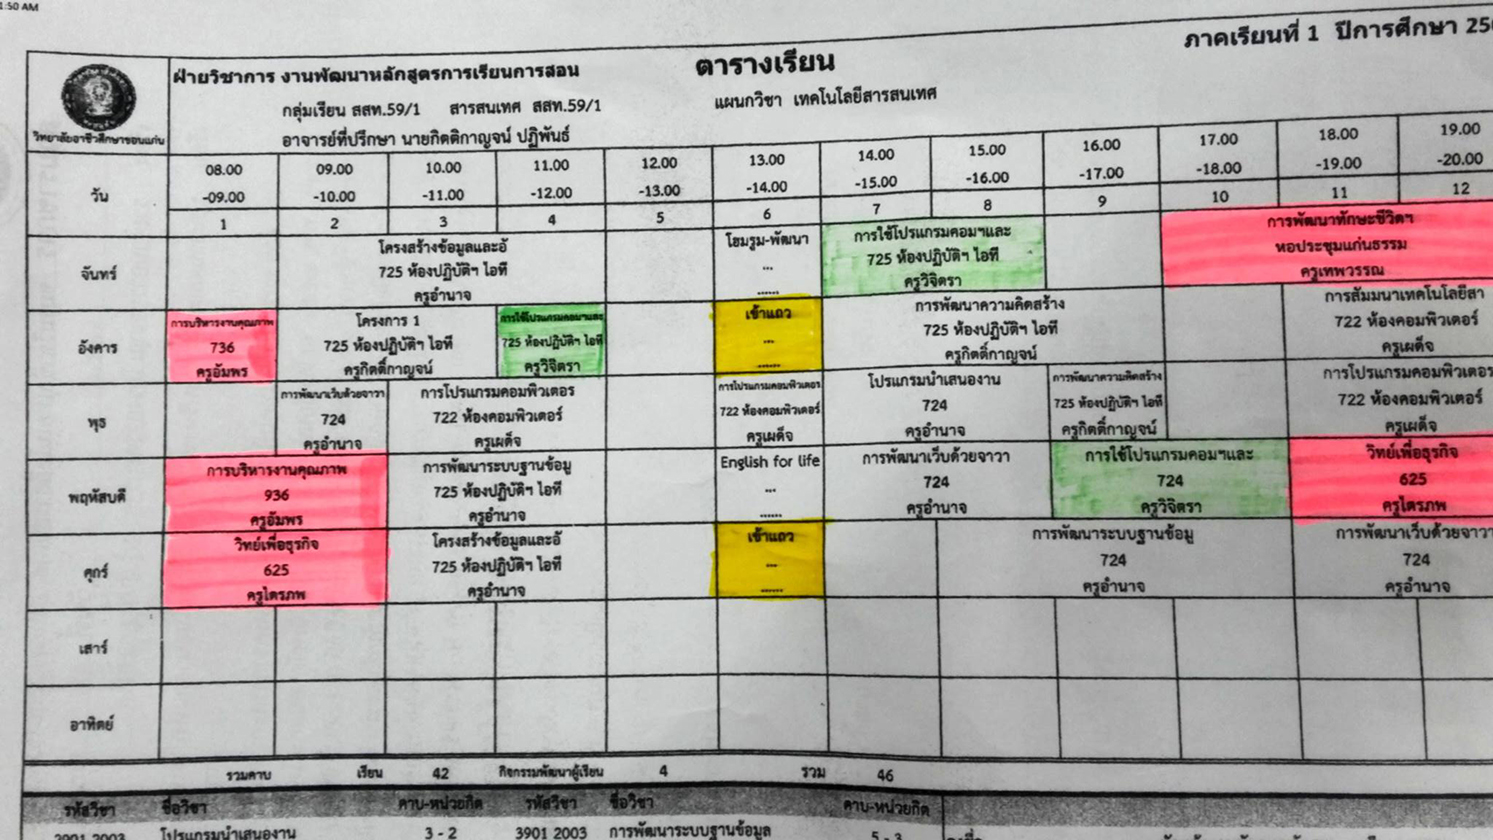 1:50 AM
ภาคเรียนที่ 1 ปีการศึกษา 25
ตารางเรียน
ฝ่ายวิชาการ งานพัฒนาหลักสูตรการเรียนการสอน
กลุ่มเรียน สสท.59/1 สารสนเทศ สสท.59/1
แผนกวิชา เทคโนโลยีสารสนเทศ
วิทยาลัยอาชีวศึกษาขอนแก่น
อาจารย์ที่ปรึกษา นายกิตติกาญจน์ ปฏิพันธ์
วัน
08.00 09.00 10.00 11.00 12.00 13.00 14.00 15.00 16.00 17.00 18.00 19.00
-09.00 -10.00 -11.00 -12.00 -13.00 -14.00 -15.00 -16.00 -17.00 -18.00 -19.00 -20.00
1 2 3 4 5 6 7 8 9 10 11 12
จันทร์
โครงสร้างข้อมูลและอั
725 ห้องปฏิบัติฯ ไอที
ครูอำนาจ
โฮมรูม-พัฒนา
...
......
การใช้โปรแกรมคอมฯและ
725 ห้องปฏิบัติฯ ไอที
ครูวิจิตรา
การพัฒนาทักษะชีวิตฯ
หอประชุมแก่นธรรม
ครูเทพวรรณ
อังคาร
การบริหารงานคุณภาพ
736
ครูอัมพร
โครงการ 1
725 ห้องปฏิบัติฯ ไอที
ครูกิตติ์กาญจน์
การใช้โปรแกรมคอมฯและ
725 ห้องปฏิบัติฯ ไอที
ครูวิจิตรา
เข้าแถว
...
......
การพัฒนาความคิดสร้าง
725 ห้องปฏิบัติฯ ไอที
ครูกิตติ์กาญจน์
การสัมมนาเทคโนโลยีสา
722 ห้องคอมพิวเตอร์
ครูเผด็จ
พุธ
การพัฒนาเว็บด้วยจาวา
724
ครูอำนาจ
การโปรแกรมคอมพิวเตอร
722 ห้องคอมพิวเตอร์
ครูเผด็จ
การโปรแกรมคอมพิวเตอร
722 ห้องคอมพิวเตอร์
ครูเผด็จ
โปรแกรมนำเสนองาน
724
ครูอำนาจ
การพัฒนาความคิดสร้าง
725 ห้องปฏิบัติฯ ไอที
ครูกิตติ์กาญจน์
การโปรแกรมคอมพิวเตอร
722 ห้องคอมพิวเตอร์
ครูเผด็จ
พฤหัสบดี
การบริหารงานคุณภาพ
936
ครูอัมพร
การพัฒนาระบบฐานข้อมู
725 ห้องปฏิบัติฯ ไอที
ครูอำนาจ
English for life
...
......
การพัฒนาเว็บด้วยจาวา
724
ครูอำนาจ
การใช้โปรแกรมคอมฯและ
724
ครูวิจิตรา
วิทย์เพื่อธุรกิจ
625
ครูไตรภพ
ศุกร์
วิทย์เพื่อธุรกิจ
625
ครูไตรภพ
โครงสร้างข้อมูลและอั
725 ห้องปฏิบัติฯ ไอที
ครูอำนาจ
เข้าแถว
...
......
การพัฒนาระบบฐานข้อมู
724
ครูอำนาจ
การพัฒนาเว็บด้วยจาวา
724
ครูอำนาจ
เสาร์
อาทิตย์
รวมคาบ เรียน 42 กิจกรรมพัฒนาผู้เรียน 4 รวม 46
รหัสวิชา ชื่อวิชา คาบ-หน่วยกิต รหัสวิชา ชื่อวิชา คาบ-หน่วยกิต
3901 2003 โปรแกรมนำเสนองาน 3 - 2 3901 2003 การพัฒนาระบบฐานข้อมูล 5 - 3